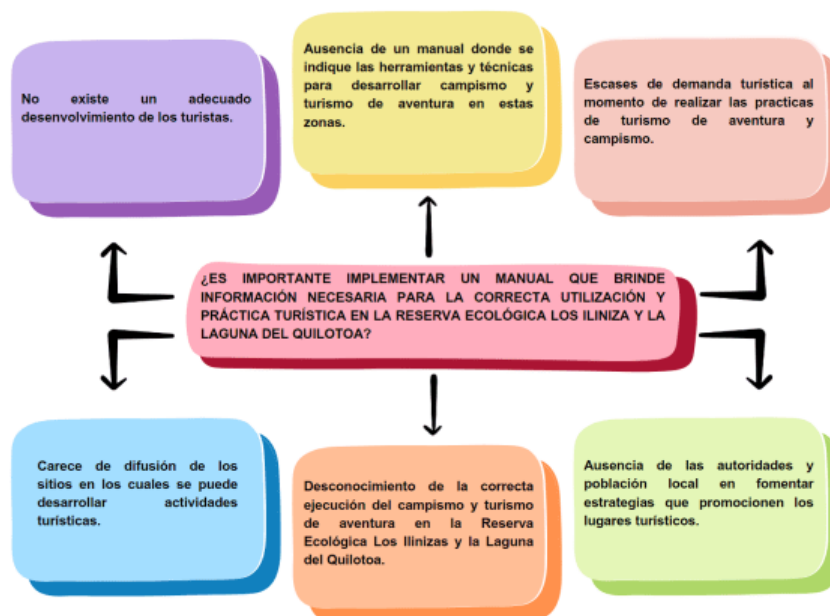 No existe un adecuado
desenvolvimiento de los turistas.
Ausencia de un manual donde se
indique las herramientas y técnicas
para desarrollar campismo y
turismo de aventura en estas
zonas.
Escases de demanda turística al
momento de realizar las practicas
de turismo de aventura y
campismo.
¿ES IMPORTANTE IMPLEMENTAR UN MANUAL QUE BRINDE
INFORMACIÓN NECESARIA PARA LA CORRECTA UTILIZACIÓN Y
PRÁCTICA TURÍSTICA EN LA RESERVA ECOLÓGICA LOS ILINIZA Y LA
LAGUNA DEL QUILOTOA?
Carece de difusión de los
sitios en los cuales se puede
desarrollar actividades
turísticas.
Desconocimiento de la correcta
ejecución del campismo y turismo
de aventura en la Reserva
Ecológica Los Ilinizas y la Laguna
del Quilotoa.
Ausencia de las autoridades y
población local en fomentar
estrategias que promocionen los
lugares turísticos.